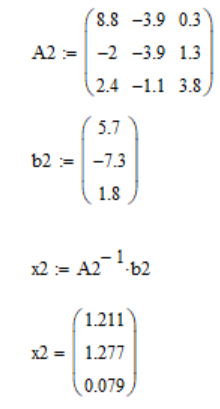 A2 := ( 8.8 −3.9 0.3
−2 −3.9 1.3
2.4 −1.1 3.8 )
b2 := ( 5.7
−7.3
1.8 )
x2 := A2⁻¹·b2
x2 = ( 1.211
1.277
0.079 )